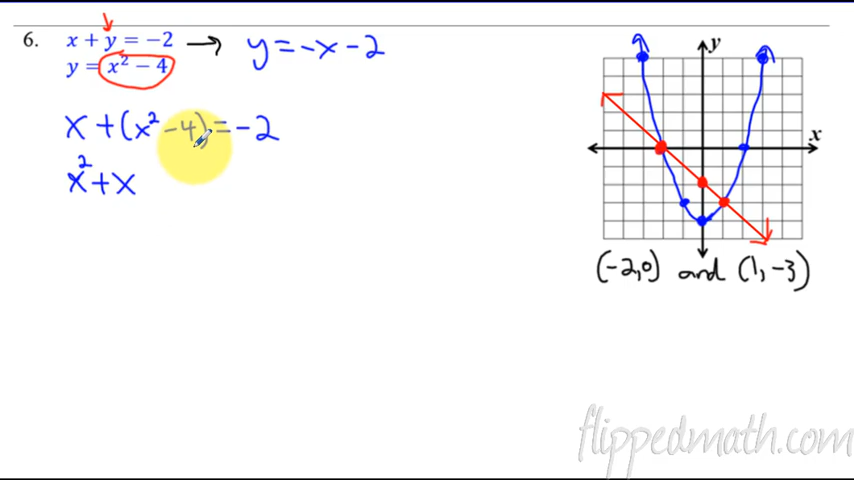 6. x + y = −2 → y = -x - 2
y = x² − 4
x + (x² - 4) = -2
x² + x
y
x
(-2, 0) and (1, -3)
flippedmath.com